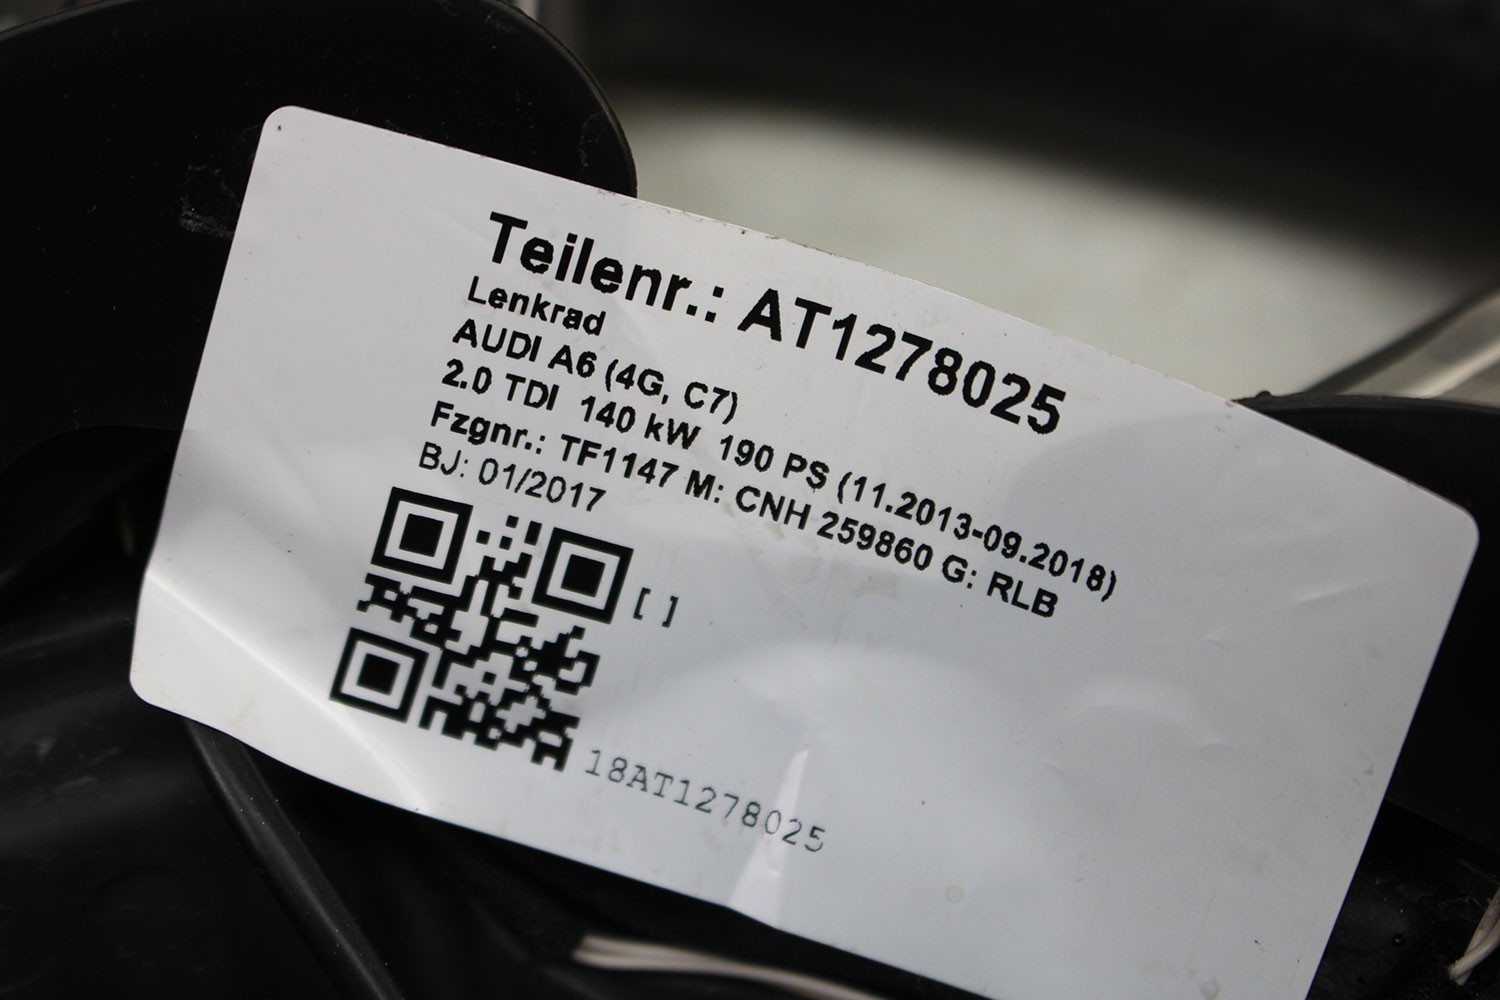 Teilenr.: AT1278025
Lenkrad
AUDI A6 (4G, C7)
2.0 TDI 140 kW 190 PS (11.2013-09.2018)
Fzgnr.: TF1147 M: CNH 259860 G: RLB
BJ: 01/2017
[ ]
18AT1278025